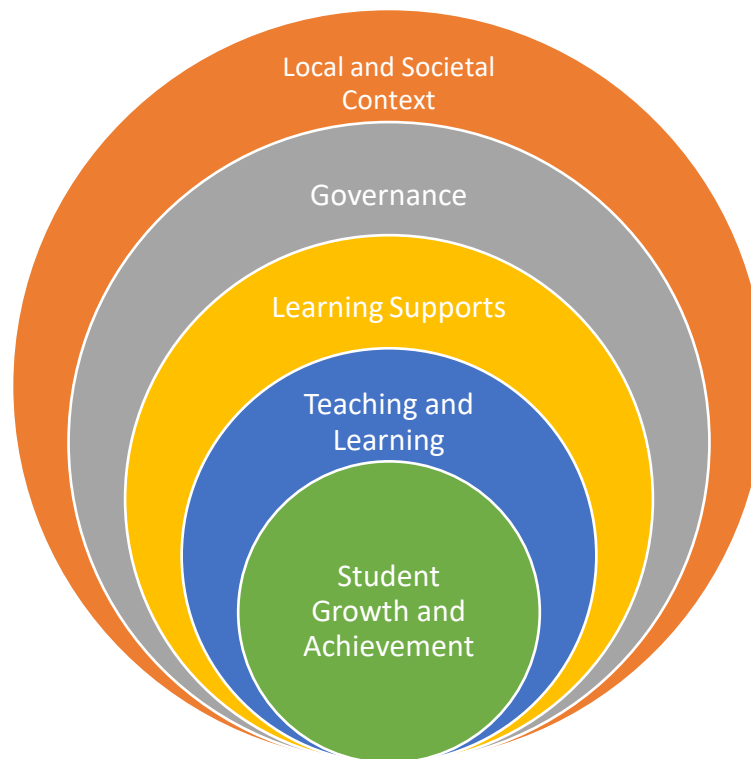 Local and Societal
Context
Governance
Learning Supports
Teaching and
Learning
Student
Growth and
Achievement